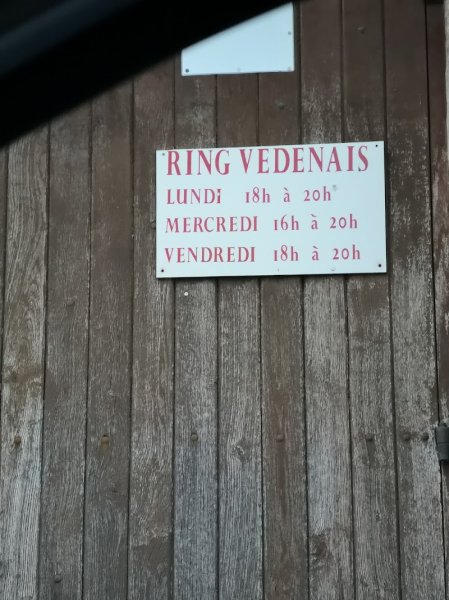 RING VEDENAIS
LUNDI 18h à 20h
MERCREDI 16h à 20h
VENDREDI 18h à 20h